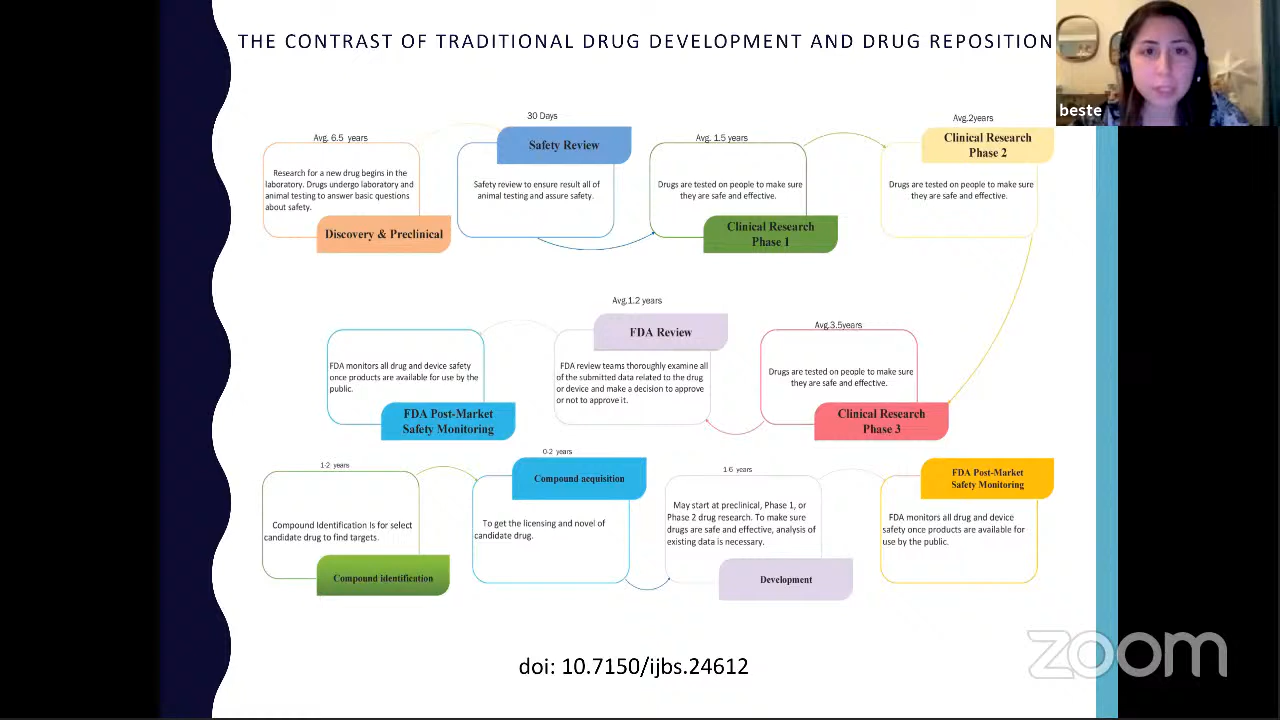 THE CONTRAST OF TRADITIONAL DRUG DEVELOPMENT AND DRUG REPOSITION
beste
Avg. 6.5 years
Research for a new drug begins in the
laboratory. Drugs undergo laboratory and
animal testing to answer basic questions
about safety.
Discovery & Preclinical
30 Days
Safety Review
Safety review to ensure result all of
animal testing and assure safety.
Avg. 1.5 years
Drugs are tested on people to make sure
they are safe and effective.
Clinical Research
Phase 1
Avg.2years
Clinical Research
Phase 2
Drugs are tested on people to make sure
they are safe and effective.
FDA monitors all drug and device safety
once products are available for use by the
public.
FDA Post-Market
Safety Monitoring
Avg.1.2 years
FDA Review
FDA review teams thoroughly examine all
of the submitted data related to the drug
or device and make a decision to approve
or not to approve it.
Avg.3.5years
Drugs are tested on people to make sure
they are safe and effective.
Clinical Research
Phase 3
1-2 years
Compound Identification Is for select
candidate drug to find targets.
Compound identification
0-2 years
Compound acquisition
To get the licensing and novel of
candidate drug.
1-6 years
May start at preclinical, Phase 1, or
Phase 2 drug research. To make sure
drugs are safe and effective, analysis of
existing data is necessary.
Development
FDA Post-Market
Safety Monitoring
FDA monitors all drug and device
safety once products are available for
use by the public.
doi: 10.7150/ijbs.24612
zoom